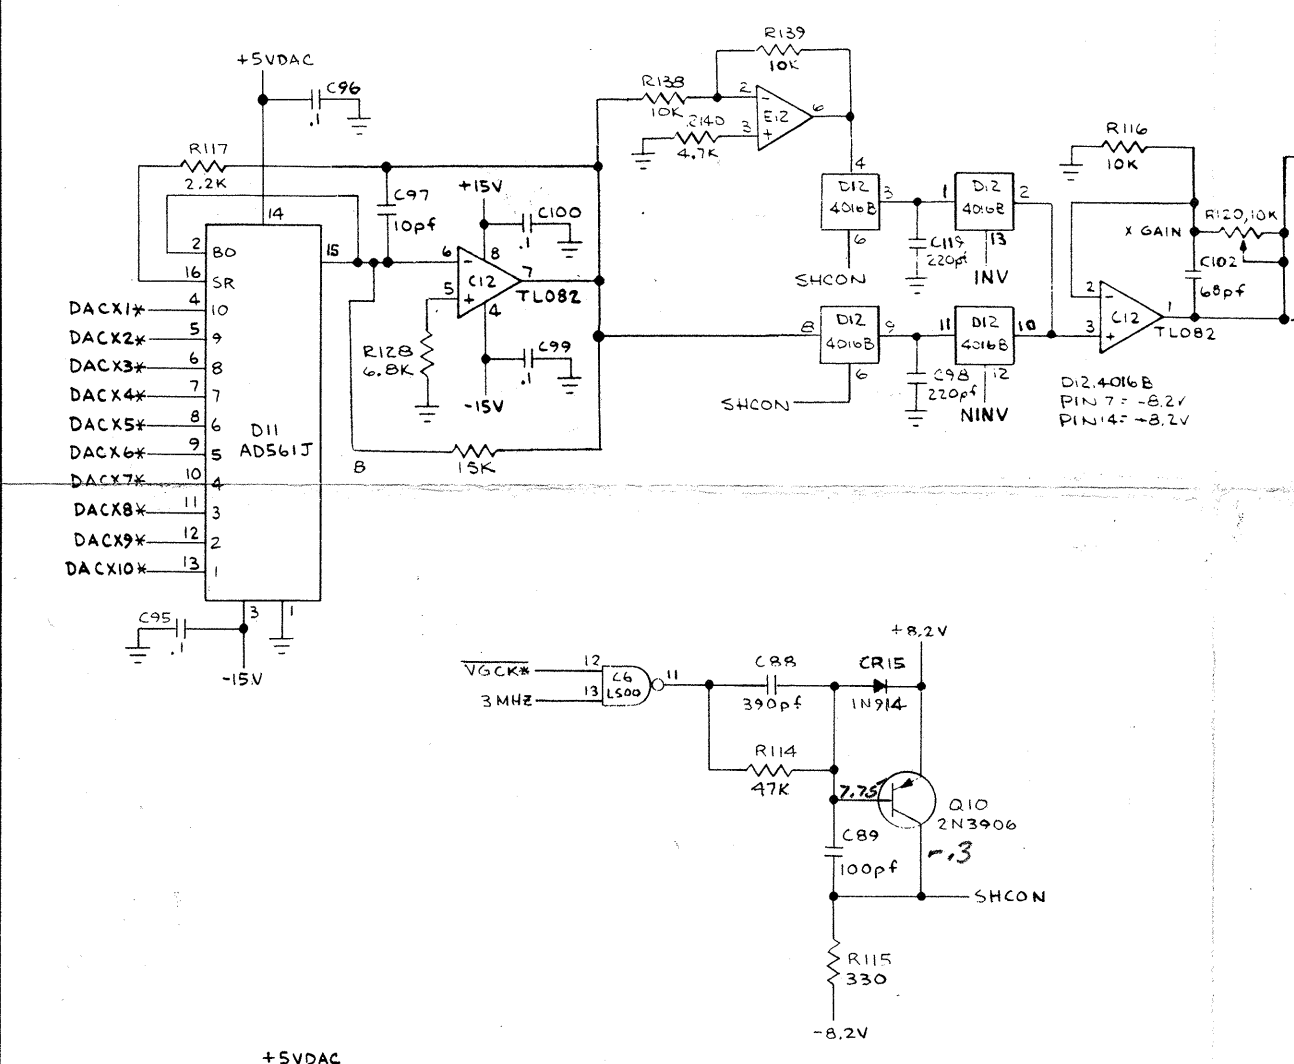 +5VDAC
C96
.1
R117
2.2K
C97
10pf
14
2
BO
16
SR
15
DACX1*
4
10
DACX2*
5
9
DACX3*
6
8
DACX4*
7
7
DACX5*
8
6
DACX6*
9
5
DACX7*
10
4
DACX8*
11
3
DACX9*
12
2
DACX10*
13
1
D11
AD561J
3
1
C95
.1
-15V
+15V
C100
.1
6
-
8
C12
7
TL082
5
+
4
R128
6.8K
C99
.1
-15V
8
15K
R139
10K
R138
10K
2
-
E12
6
3
+
4.7K
4
D12
4016B
3
6
SHCON
1
D12
4016B
2
13
INV
C119
220pf
8
D12
4016B
9
6
SHCON
11
D12
4016B
10
12
NINV
C98
220pf
R116
10K
R120,10K
X GAIN
C102
68pf
2
-
C12
1
TL082
3
+
D12.4016B
PIN 7 = -8.2V
PIN 14 = +8.2V
VGCK*
12
3MHZ
13
C6
LS00
11
C88
390pf
CR15
1N914
+8.2V
R114
47K
7.75
Q10
2N3906
-.3
C89
100pf
SHCON
R115
330
-8.2V
+5VDAC